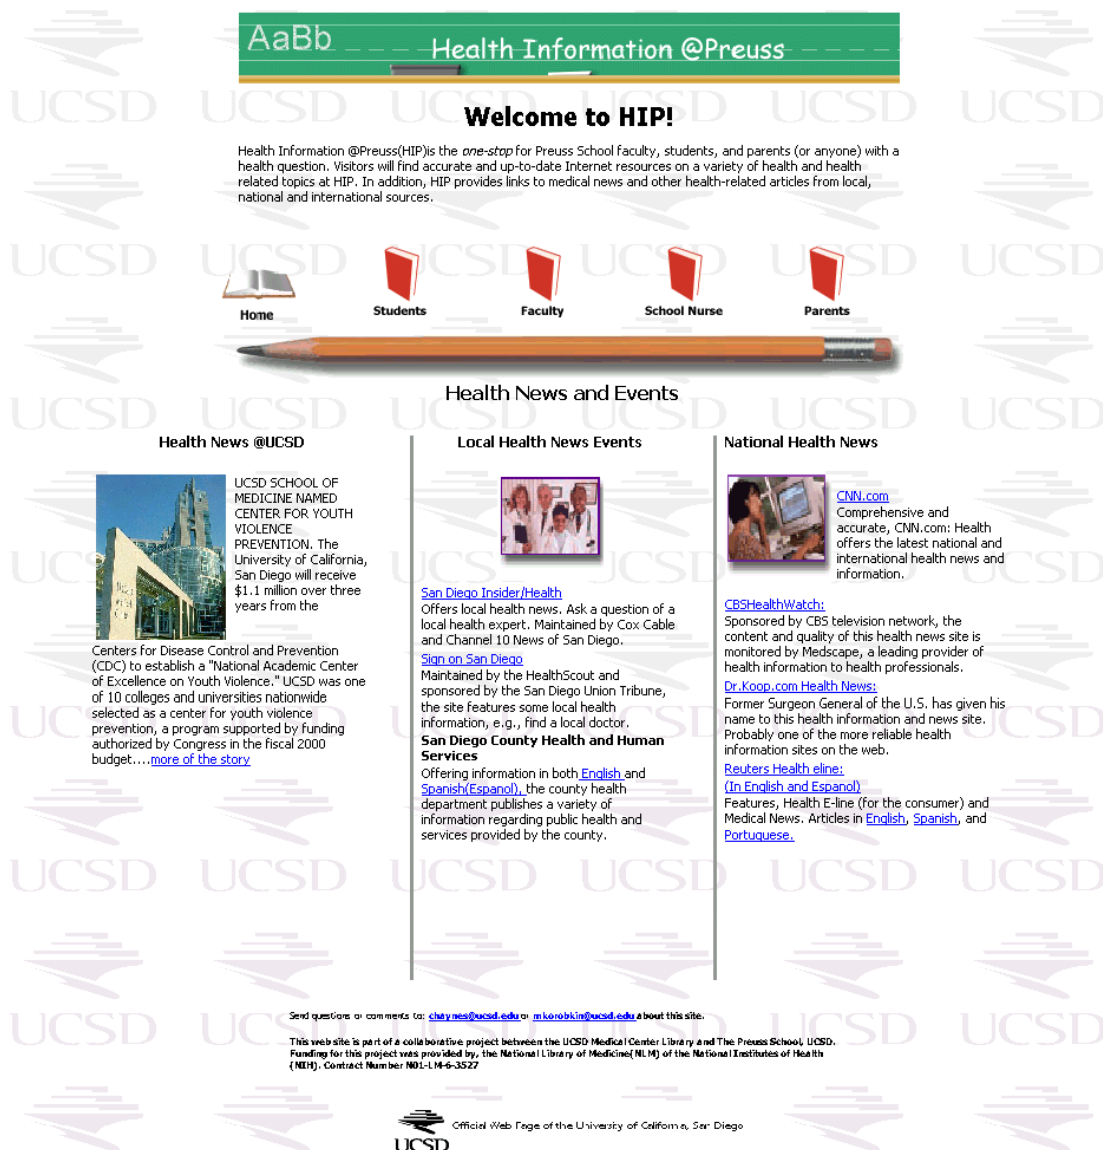 AaBb
Health Information @Preuss
Welcome to HIP!
Health Information @Preuss(HIP)is the one-stop for Preuss School faculty, students, and parents (or anyone) with a
health question. Visitors will find accurate and up-to-date Internet resources on a variety of health and health
related topics at HIP. In addition, HIP provides links to medical news and other health-related articles from local,
national and international sources.
Home
Students
Faculty
School Nurse
Parents
Health News and Events
Health News @UCSD
UCSD SCHOOL OF
MEDICINE NAMED
CENTER FOR YOUTH
VIOLENCE
PREVENTION. The
University of California,
San Diego will receive
$1.1 million over three
years from the
Centers for Disease Control and Prevention
(CDC) to establish a "National Academic Center
of Excellence on Youth Violence." UCSD was one
of 10 colleges and universities nationwide
selected as a center for youth violence
prevention, a program supported by funding
authorized by Congress in the fiscal 2000
budget....more of the story
Local Health News Events
San Diego Insider/Health
Offers local health news. Ask a question of a
local health expert. Maintained by Cox Cable
and Channel 10 News of San Diego.
Sign on San Diego
Maintained by the HealthScout and
sponsored by the San Diego Union Tribune,
the site features some local health
information, e.g., find a local doctor.
San Diego County Health and Human
Services
Offering information in both English and
Spanish(Espanol), the county health
department publishes a variety of
information regarding public health and
services provided by the county.
National Health News
CNN.com
Comprehensive and
accurate, CNN.com: Health
offers the latest national and
international health news and
information.
CBSHealthWatch:
Sponsored by CBS television network, the
content and quality of this health news site is
monitored by Medscape, a leading provider of
health information to health professionals.
Dr.Koop.com Health News:
Former Surgeon General of the U.S. has given his
name to this health information and news site.
Probably one of the more reliable health
information sites on the web.
Reuters Health eline:
(In English and Espanol)
Features, Health E-line (for the consumer) and
Medical News. Articles in English, Spanish, and
Portuguese.
Send questions or comments to: chaynes@ucsd.edu or mkorobkin@ucsd.edu about this site.
This web site is part of a collaborative project between the UCSD Medical Center Library and The Preuss School, UCSD.
Funding for this project was provided by, the National Library of Medicine(NLM) of the National Institutes of Health
(NIH). Contract Number N01-LM-6-3527
Official Web Page of the University of California, San Diego
UCSD